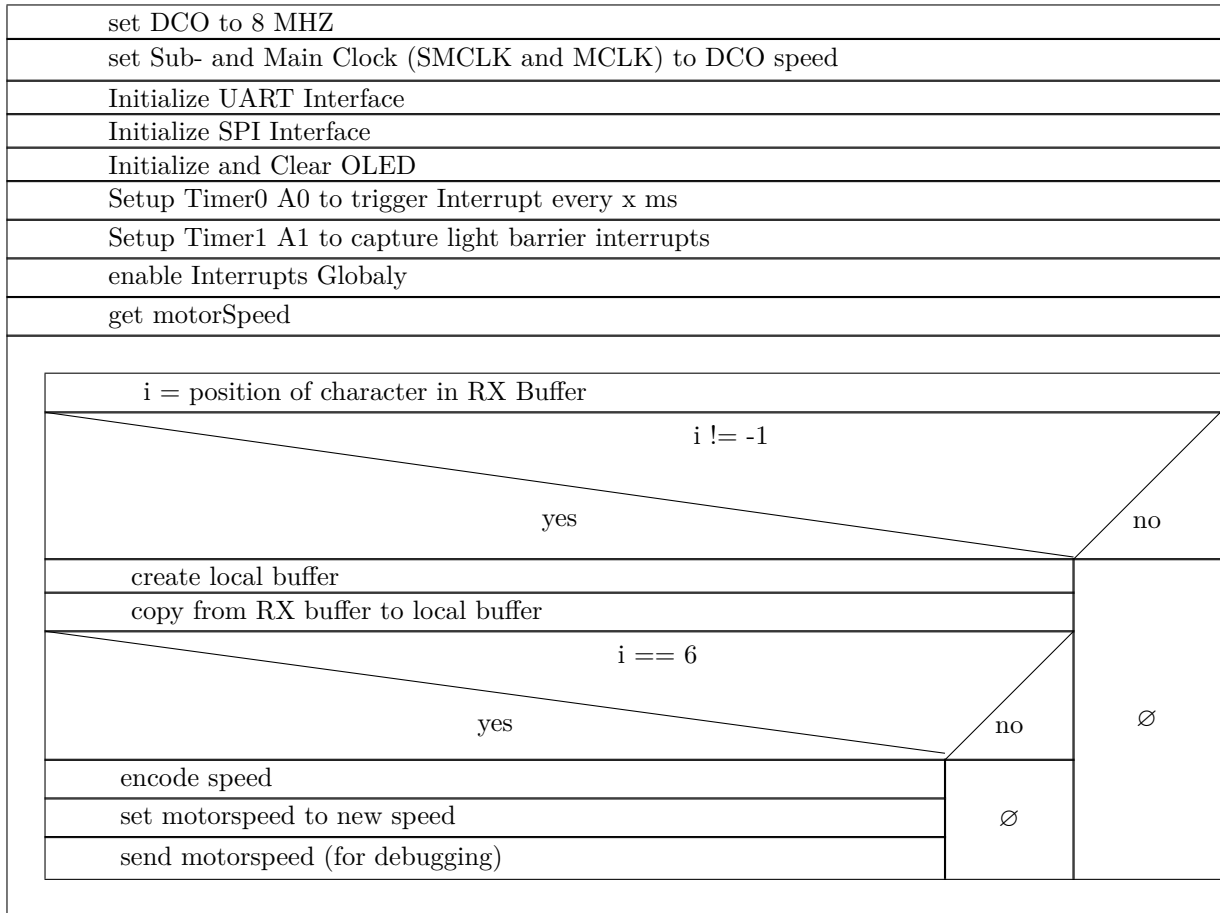 set DCO to 8 MHZ
set Sub- and Main Clock (SMCLK and MCLK) to DCO speed
Initialize UART Interface
Initialize SPI Interface
Initialize and Clear OLED
Setup Timer0 A0 to trigger Interrupt every x ms
Setup Timer1 A1 to capture light barrier interrupts
enable Interrupts Globaly
get motorSpeed
i = position of character in RX Buffer
i != -1
yes
no
create local buffer
copy from RX buffer to local buffer
i == 6
yes
no
∅
encode speed
set motorspeed to new speed
∅
send motorspeed (for debugging)